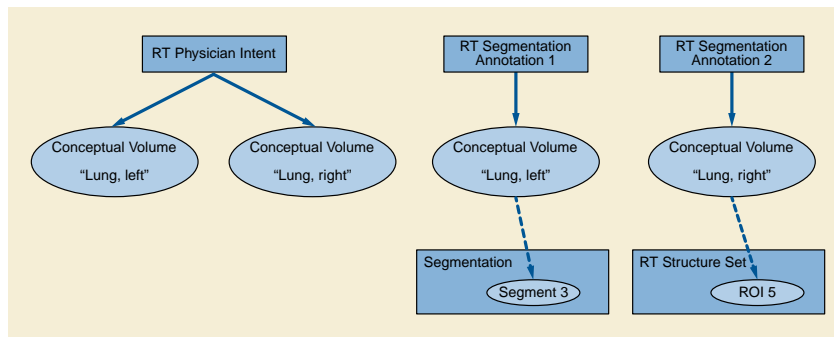 RT Physician Intent
RT Segmentation
Annotation 1
RT Segmentation
Annotation 2
Conceptual Volume
“Lung, left”
Conceptual Volume
“Lung, right”
Conceptual Volume
“Lung, left”
Conceptual Volume
“Lung, right”
Segmentation
Segment 3
RT Structure Set
ROI 5